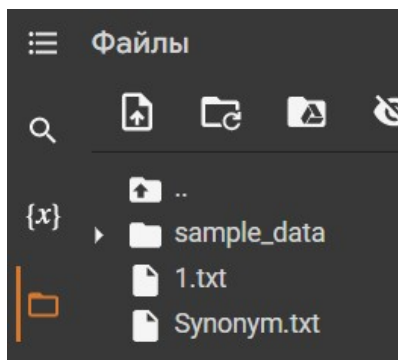 Файлы
..
{x}
sample_data
1.txt
Synonym.txt